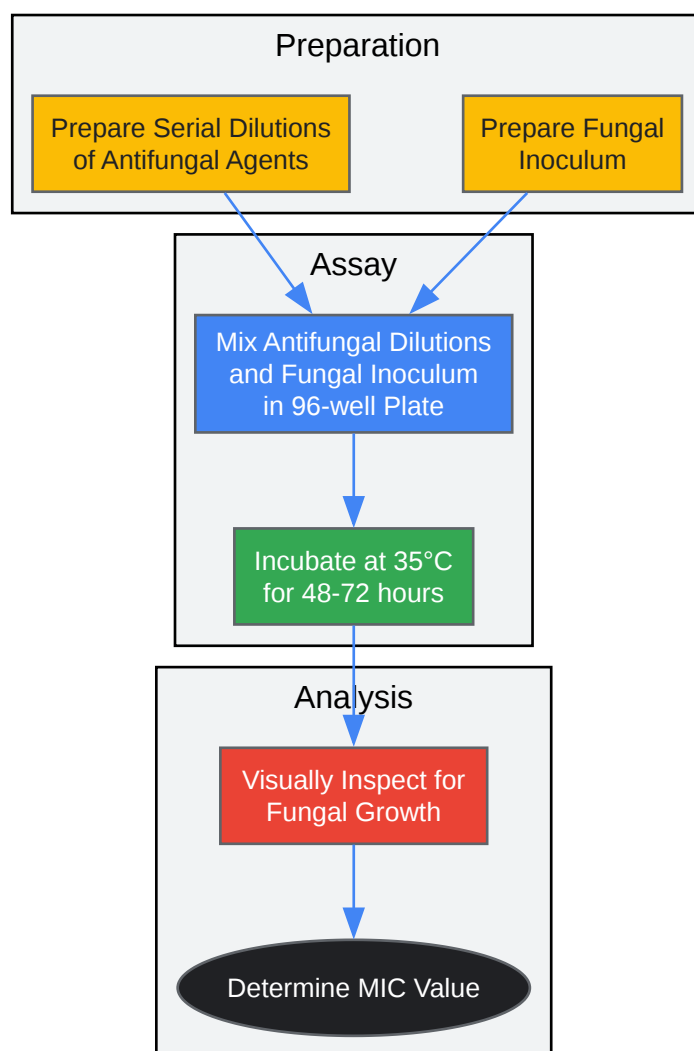 Preparation
Prepare Serial Dilutions
of Antifungal Agents
Prepare Fungal
Inoculum
Assay
Mix Antifungal Dilutions
and Fungal Inoculum
in 96-well Plate
Incubate at 35°C
for 48-72 hours
Analysis
Visually Inspect for
Fungal Growth
Determine MIC Value